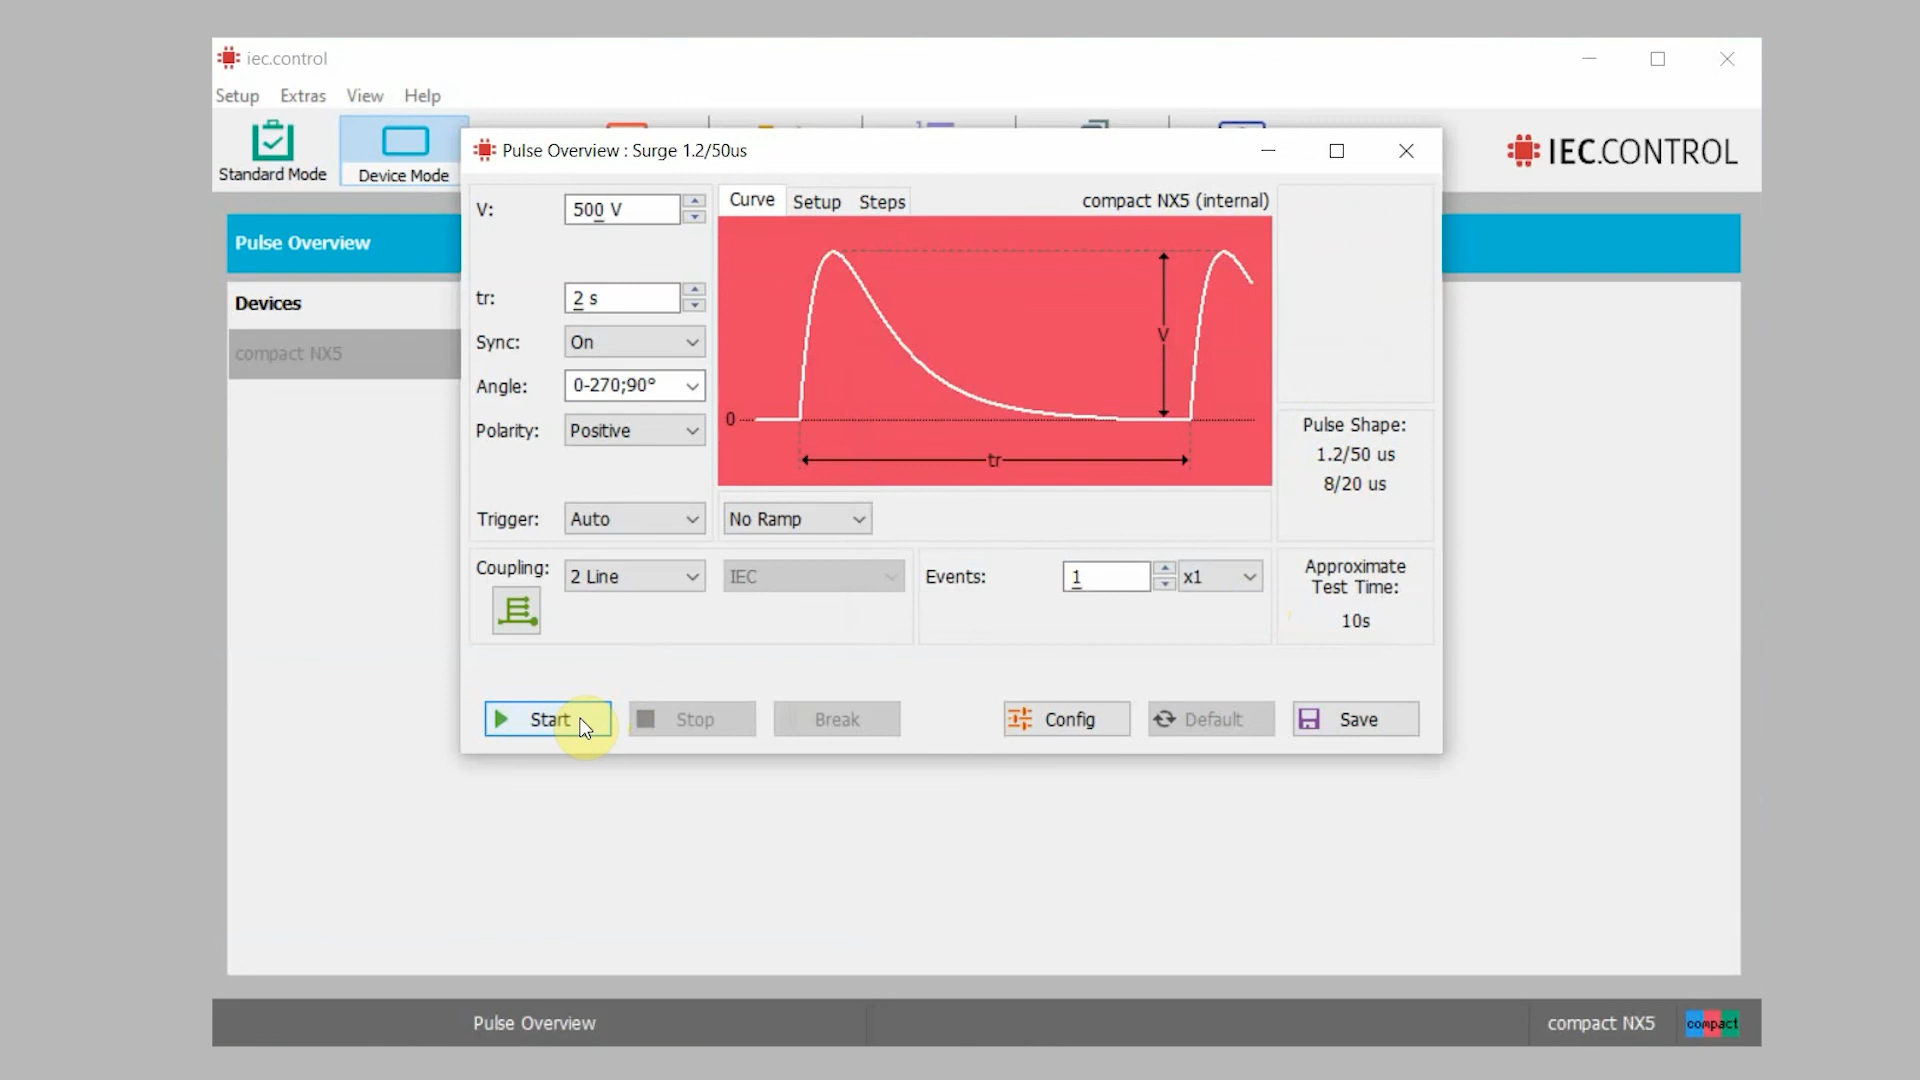 iec.control
Setup Extras View Help
Standard Mode
Device Mode
IEC.CONTROL
Pulse Overview
Devices
compact NX5
Pulse Overview : Surge 1.2/50us
V: 500 V
tr: 2 s
Sync: On
Angle: 0-270;90°
Polarity: Positive
Trigger: Auto
Curve Setup Steps compact NX5 (internal)
V
0
tr
No Ramp
Pulse Shape:
1.2/50 us
8/20 us
Coupling: 2 Line IEC
Events: 1 x1
Approximate
Test Time:
10s
Start Stop Break Config Default Save
Pulse Overview compact NX5 compact